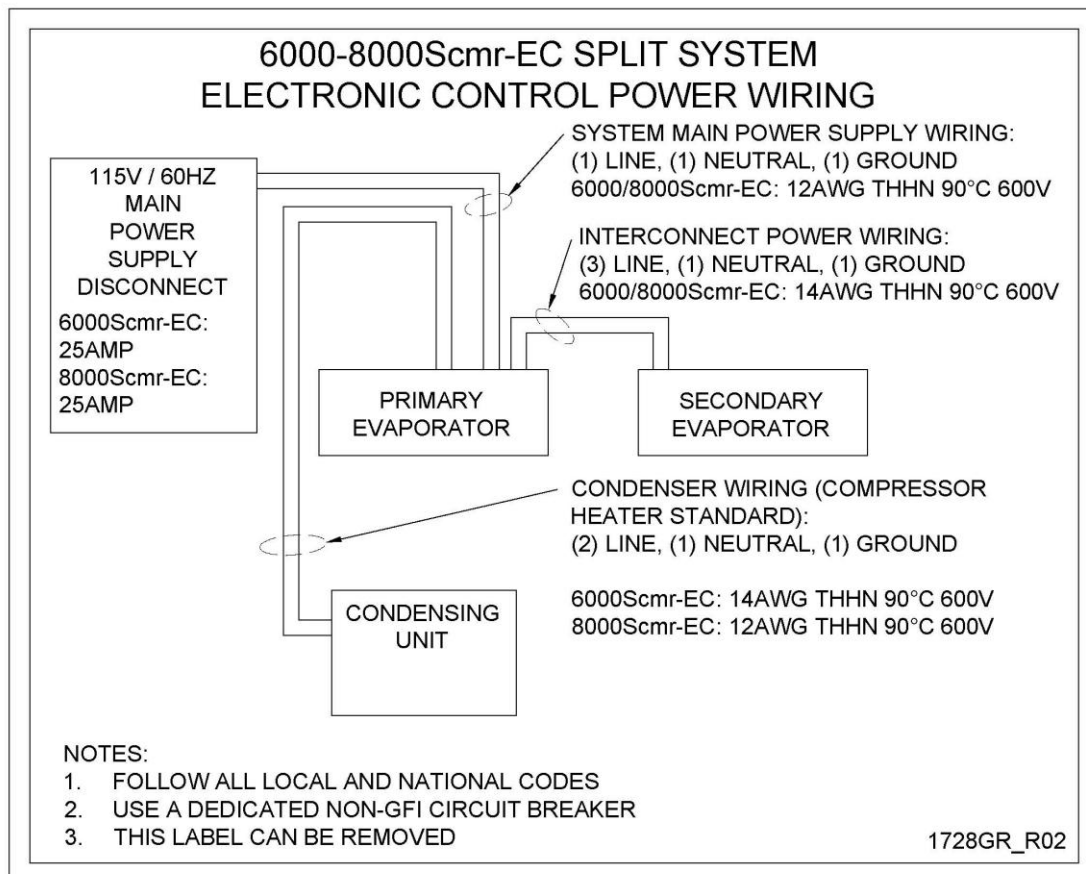 6000-8000Scmr-EC SPLIT SYSTEM
ELECTRONIC CONTROL POWER WIRING
115V / 60HZ
MAIN
POWER
SUPPLY
DISCONNECT
6000Scmr-EC:
25AMP
8000Scmr-EC:
25AMP
SYSTEM MAIN POWER SUPPLY WIRING:
(1) LINE, (1) NEUTRAL, (1) GROUND
6000/8000Scmr-EC: 12AWG THHN 90°C 600V
INTERCONNECT POWER WIRING:
(3) LINE, (1) NEUTRAL, (1) GROUND
6000/8000Scmr-EC: 14AWG THHN 90°C 600V
PRIMARY
EVAPORATOR
SECONDARY
EVAPORATOR
CONDENSER WIRING (COMPRESSOR
HEATER STANDARD):
(2) LINE, (1) NEUTRAL, (1) GROUND
6000Scmr-EC: 14AWG THHN 90°C 600V
8000Scmr-EC: 12AWG THHN 90°C 600V
CONDENSING
UNIT
NOTES:
1. FOLLOW ALL LOCAL AND NATIONAL CODES
2. USE A DEDICATED NON-GFI CIRCUIT BREAKER
3. THIS LABEL CAN BE REMOVED
1728GR_R02